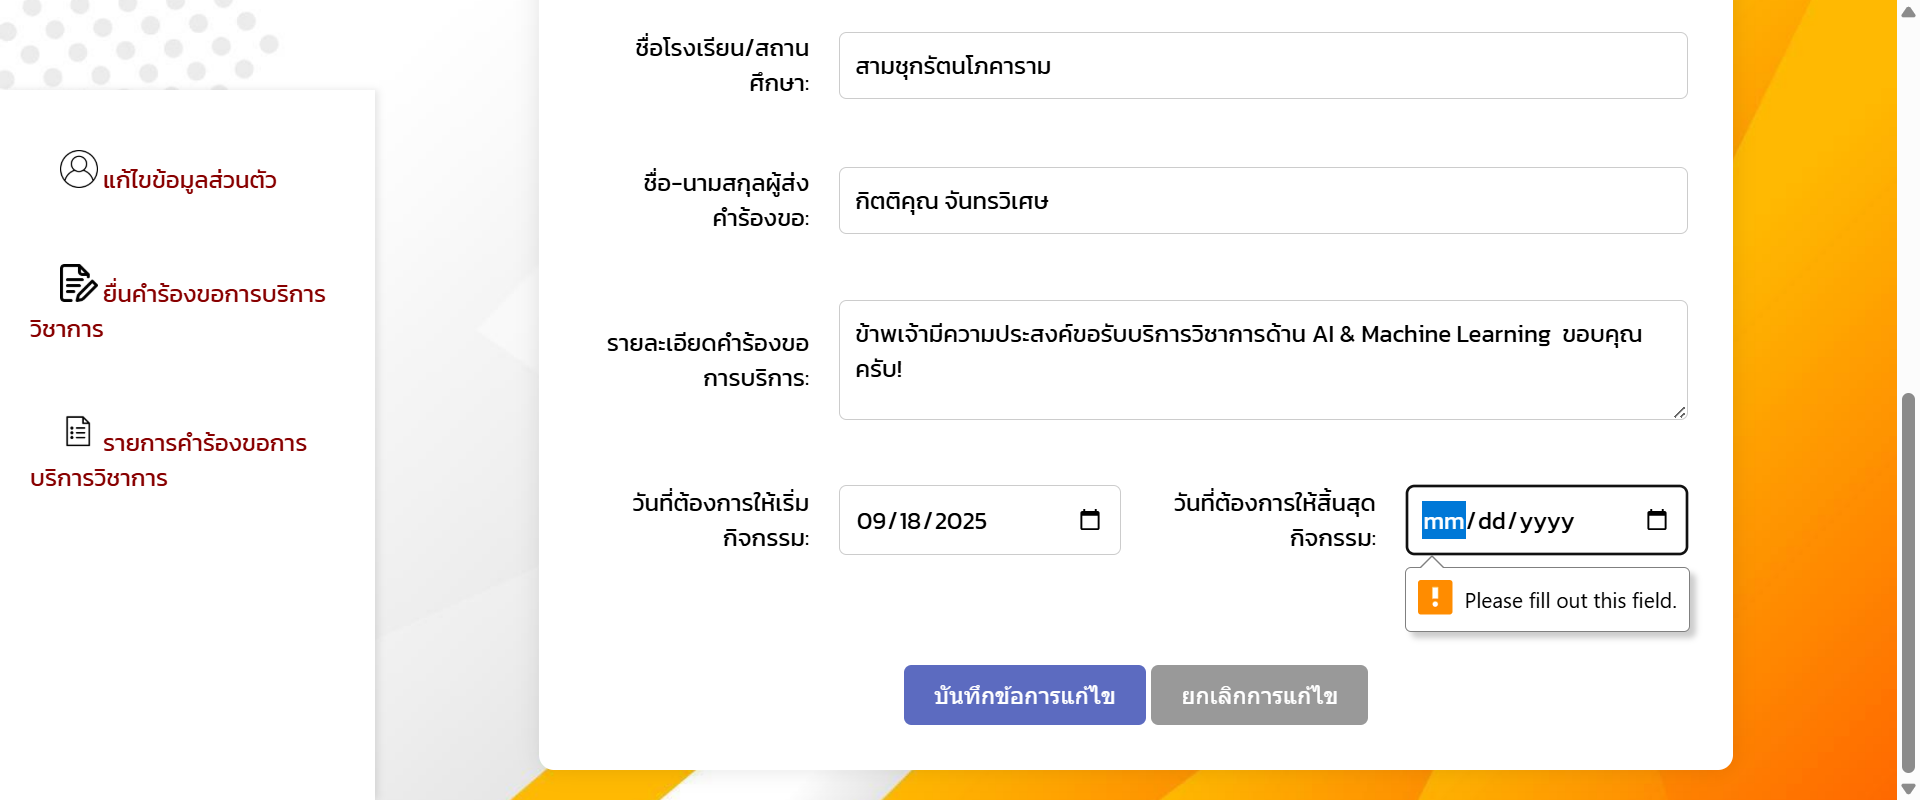 แก้ไขข้อมูลส่วนตัว
ยื่นคำร้องขอการบริการ
วิชาการ
รายการคำร้องขอการ
บริการวิชาการ
ชื่อโรงเรียน/สถาน
ศึกษา:
สามชุกรัตนโภคาราม
ชื่อ-นามสกุลผู้ส่ง
คำร้องขอ:
กิตติคุณ จันทรวิเศษ
รายละเอียดคำร้องขอ
การบริการ:
ข้าพเจ้ามีความประสงค์ขอรับบริการวิชาการด้าน AI & Machine Learning  ขอบคุณ
ครับ!
วันที่ต้องการให้เริ่ม
กิจกรรม:
09/18/2025
วันที่ต้องการให้สิ้นสุด
กิจกรรม:
mm/dd/yyyy
Please fill out this field.
บันทึกข้อการแก้ไข
ยกเลิกการแก้ไข